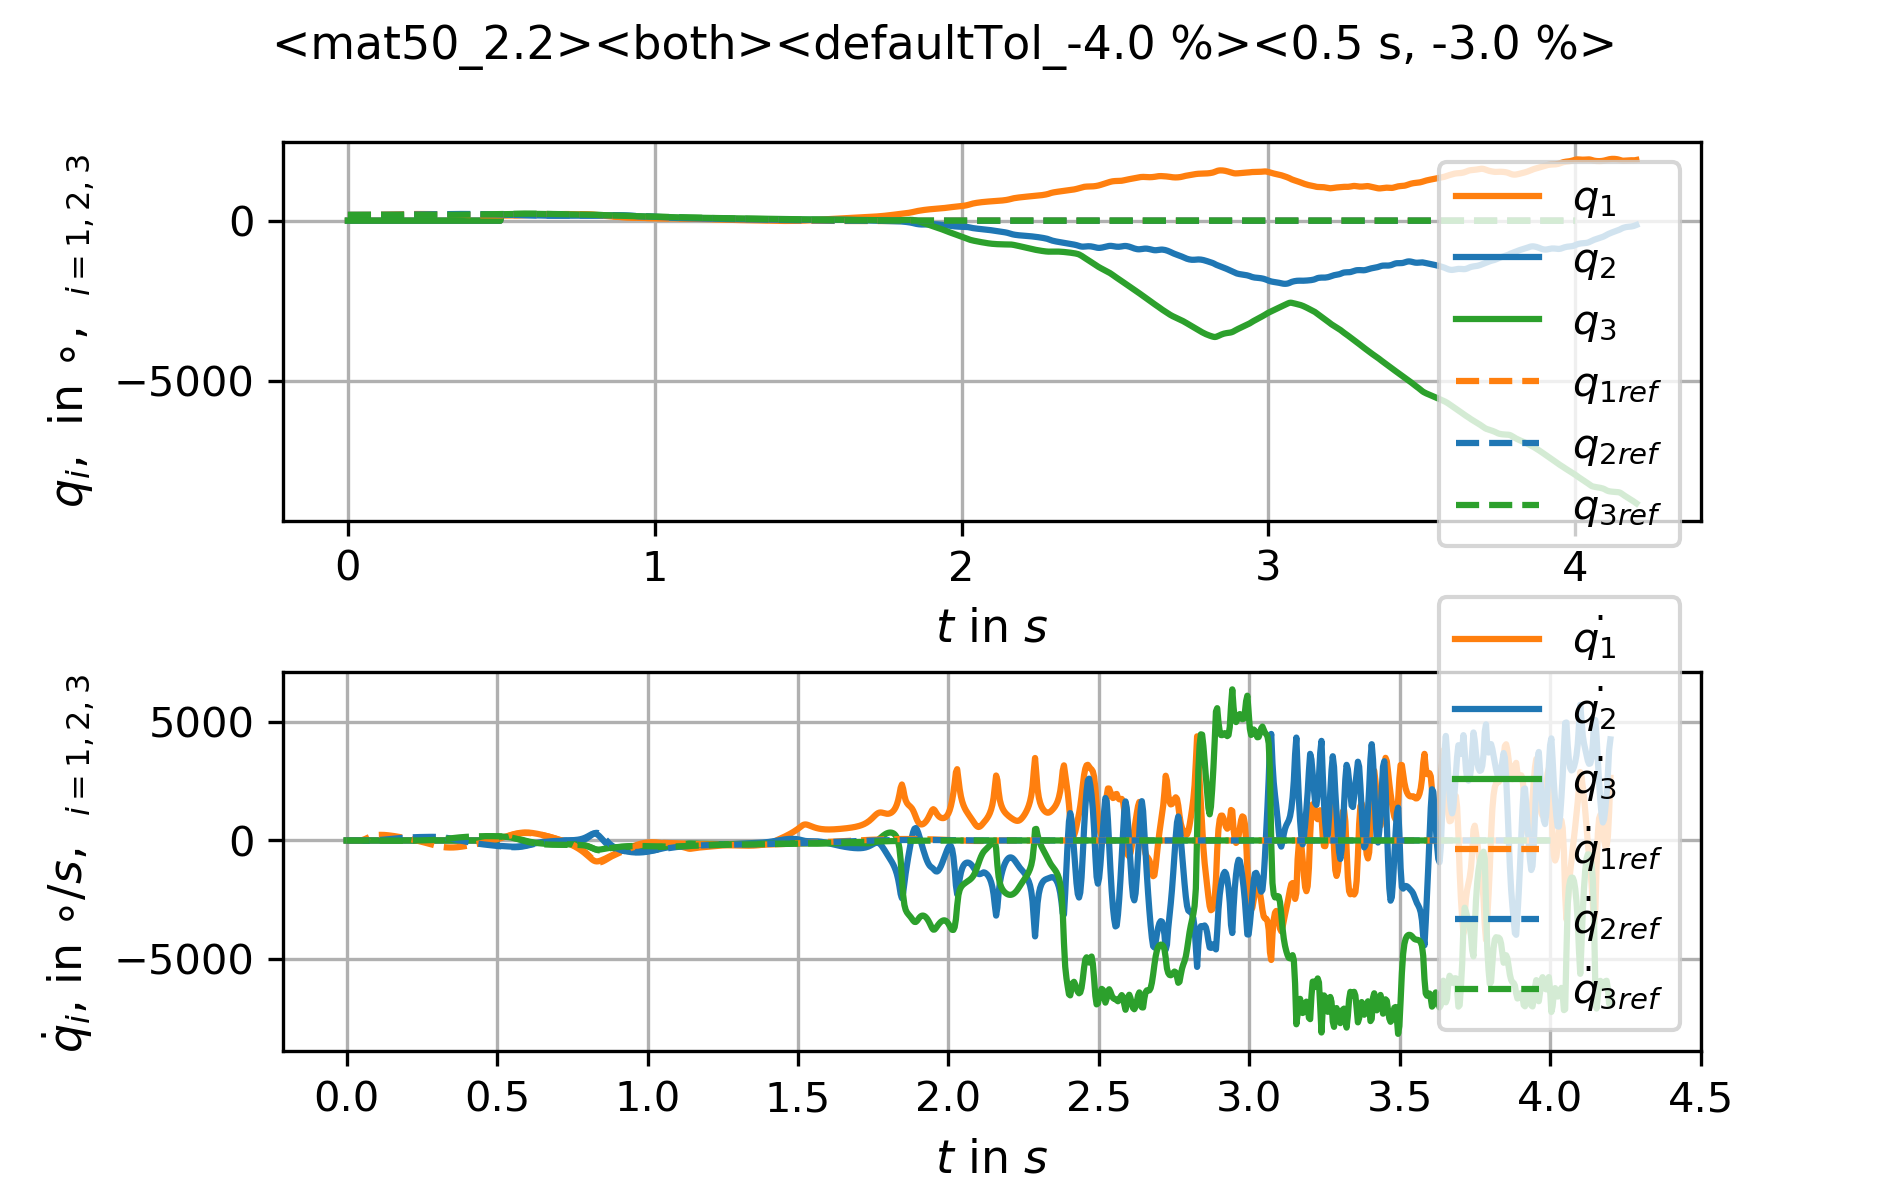 <mat50_2.2><both><defaultTol_-4.0 %><0.5 s, -3.0 %>
q_i, in °, i = 1, 2, 3
0
−5000
q_1
q_2
q_3
q_1ref
q_2ref
q_3ref
0 1 2 3 4
t in s
q̇_i, in °/s, i = 1, 2, 3
5000
0
−5000
q̇_1
q̇_2
q̇_3
q̇_1ref
q̇_2ref
q̇_3ref
0.0 0.5 1.0 1.5 2.0 2.5 3.0 3.5 4.0 4.5
t in s